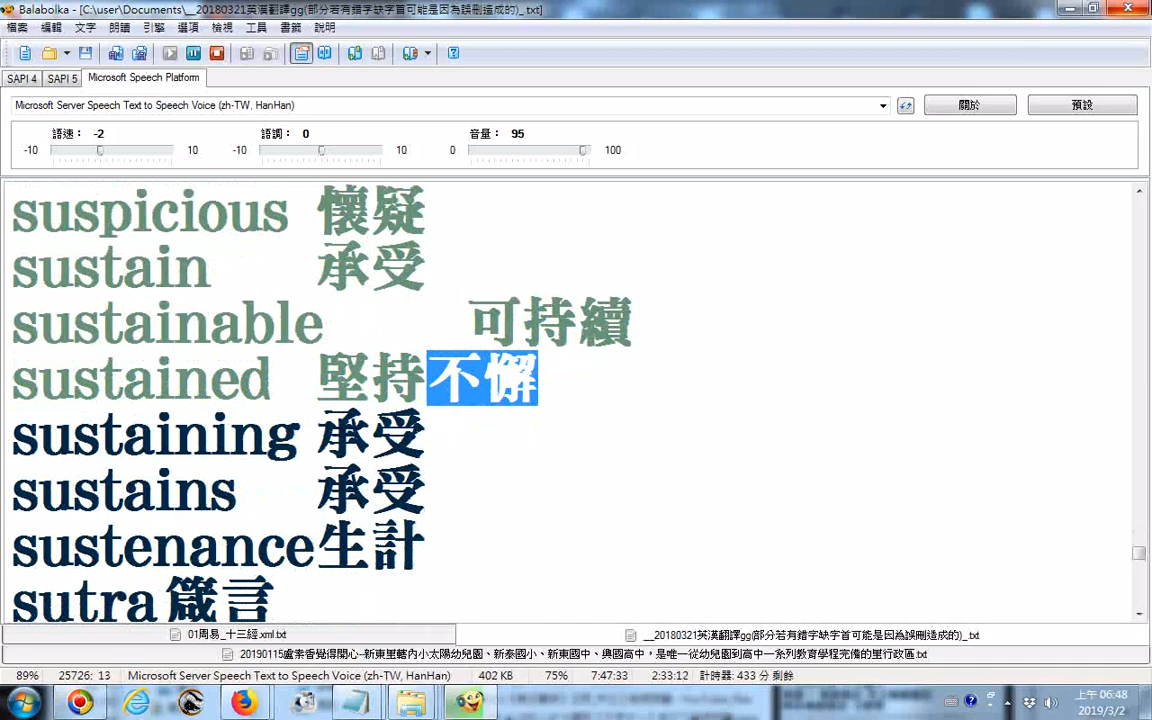 Balabolka - [C:\user\Documents\__20180321英漢翻譯gg(部分若有錯字缺字首可能是因為誤刪造成的)_.txt]
檔案 編輯 文字 朗讀 引擎 選項 檢視 工具 書籤 說明
SAPI 4 SAPI 5 Microsoft Speech Platform
Microsoft Server Speech Text to Speech Voice (zh-TW, HanHan) 關於 預設
語速： -2 語調： 0 音量： 95
-10 10 -10 10 0 100
suspicious 懷疑
sustain 承受
sustainable 可持續
sustained 堅持不懈
sustaining 承受
sustains 承受
sustenance 生計
sutra 箴言
01周易_十三經.xml.txt __20180321英漢翻譯gg(部分若有錯字缺字首可能是因為誤刪造成的)_.txt
20190115盧素香覺得開心~新東里轄內小太陽幼兒園、新泰國小、新東國中、興國高中，是唯一從幼兒園到高中一系列教育學程完備的里行政區.txt
89% 25726: 13 Microsoft Server Speech Text to Speech Voice (zh-TW, HanHan) 402 KB 75% 7:47:33 2:33:12 計時器: 433 分 剩餘
上午 06:48
2019/3/2